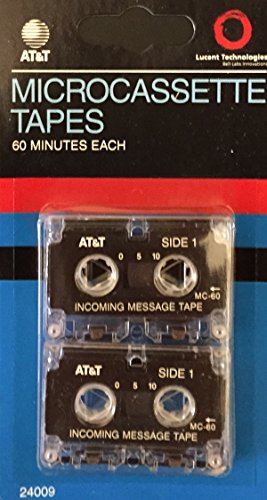 AT&T
Lucent Technologies
Bell Labs Innovations
MICROCASSETTE
TAPES
60 MINUTES EACH
AT&T SIDE 1
0 5 10
MC-60
INCOMING MESSAGE TAPE
AT&T SIDE 1
0 5 10
MC-60
INCOMING MESSAGE TAPE
24009